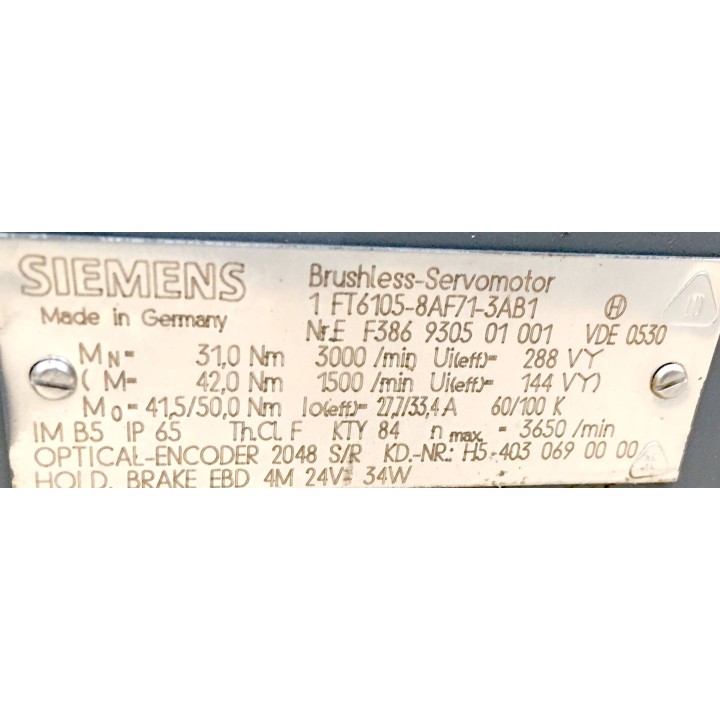 SIEMENS
Brushless-Servomotor
Made in Germany
1 FT6105-8AF71-3AB1 H
Nr.E F386 9305 01 001 VDE 0530
MN= 31,0 Nm 3000 /min Ui(eff)= 288 VY
( M= 42,0 Nm 1500 /min Ui(eff)= 144 VY)
Mo=41,5/50,0 Nm Io(eff)= 27,7/33,4 A 60/100 K
IM B5 IP 65 Th.Cl. F KTY 84 nmax = 3650 /min
OPTICAL-ENCODER 2048 S/R KD.-NR.: H5-403 069 00 00
HOLD. BRAKE EBD 4M 24V= 34W